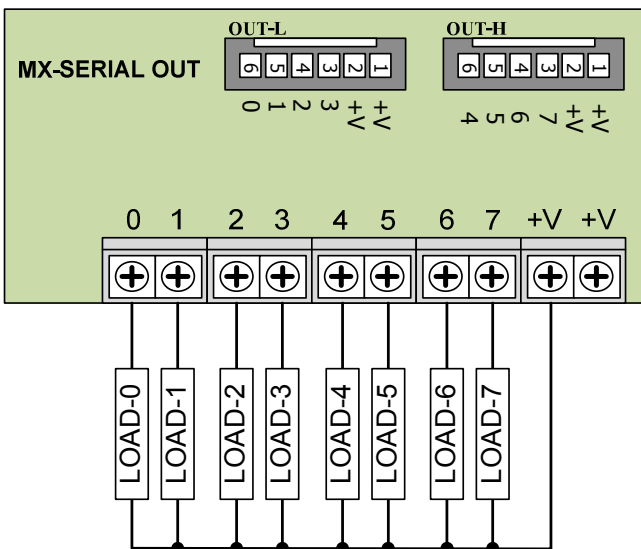 OUT-L OUT-H
MX-SERIAL OUT
6 5 4 3 2 1 6 5 4 3 2 1
0 1 2 3 +V +V 4 5 6 7 +V +V
0 1 2 3 4 5 6 7 +V +V
LOAD-0 LOAD-1 LOAD-2 LOAD-3 LOAD-4 LOAD-5 LOAD-6 LOAD-7